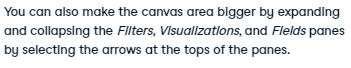 You can also make the canvas area bigger by expanding
and collapsing the Filters, Visualizations, and Fields panes
by selecting the arrows at the tops of the panes.